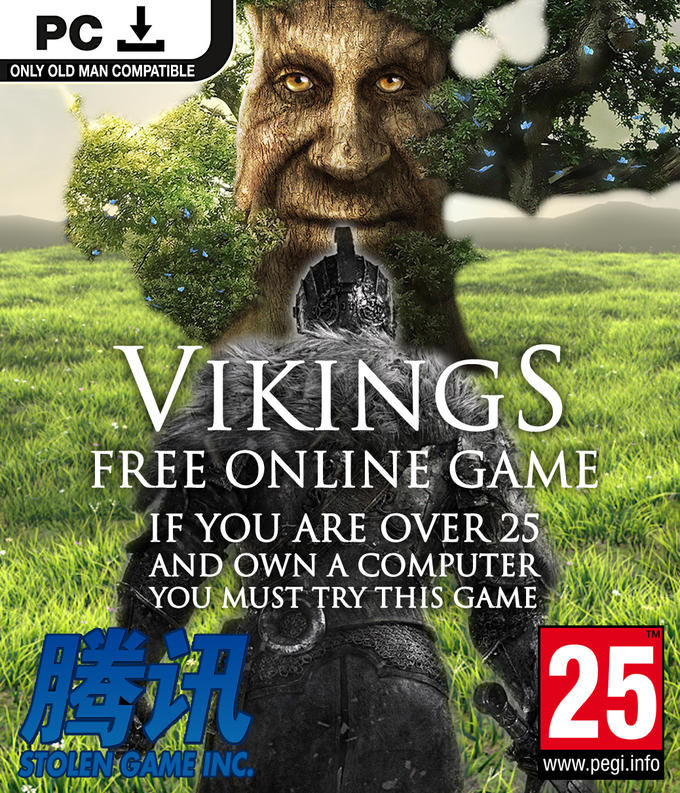 PC
ONLY OLD MAN COMPATIBLE
VIKINGS
FREE ONLINE GAME
IF YOU ARE OVER 25
AND OWN A COMPUTER
YOU MUST TRY THIS GAME
腾讯
STOLEN GAME INC.
TM
25
www.pegi.info